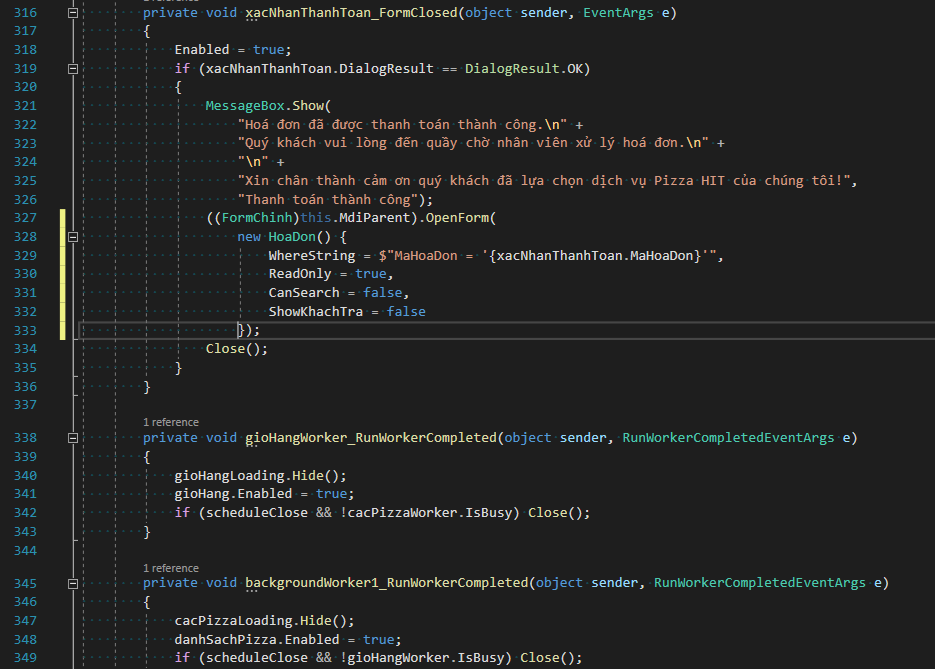 316 private void xacNhanThanhToan_FormClosed(object sender, EventArgs e)
317 {
318 Enabled = true;
319 if (xacNhanThanhToan.DialogResult == DialogResult.OK)
320 {
321 MessageBox.Show(
322 "Hoá đơn đã được thanh toán thành công.\n" +
323 "Quý khách vui lòng đến quầy chờ nhân viên xử lý hoá đơn.\n" +
324 "\n" +
325 "Xin chân thành cảm ơn quý khách đã lựa chọn dịch vụ Pizza HIT của chúng tôi!",
326 "Thanh toán thành công");
327 ((FormChinh)this.MdiParent).OpenForm(
328 new HoaDon() {
329 WhereString = $"MaHoaDon = '{xacNhanThanhToan.MaHoaDon}'",
330 ReadOnly = true,
331 CanSearch = false,
332 ShowKhachTra = false
333 });
334 Close();
335 }
336 }
337
1 reference
338 private void gioHangWorker_RunWorkerCompleted(object sender, RunWorkerCompletedEventArgs e)
339 {
340 gioHangLoading.Hide();
341 gioHang.Enabled = true;
342 if (scheduleClose && !cacPizzaWorker.IsBusy) Close();
343 }
344
1 reference
345 private void backgroundWorker1_RunWorkerCompleted(object sender, RunWorkerCompletedEventArgs e)
346 {
347 cacPizzaLoading.Hide();
348 danhSachPizza.Enabled = true;
349 if (scheduleClose && !gioHangWorker.IsBusy) Close();